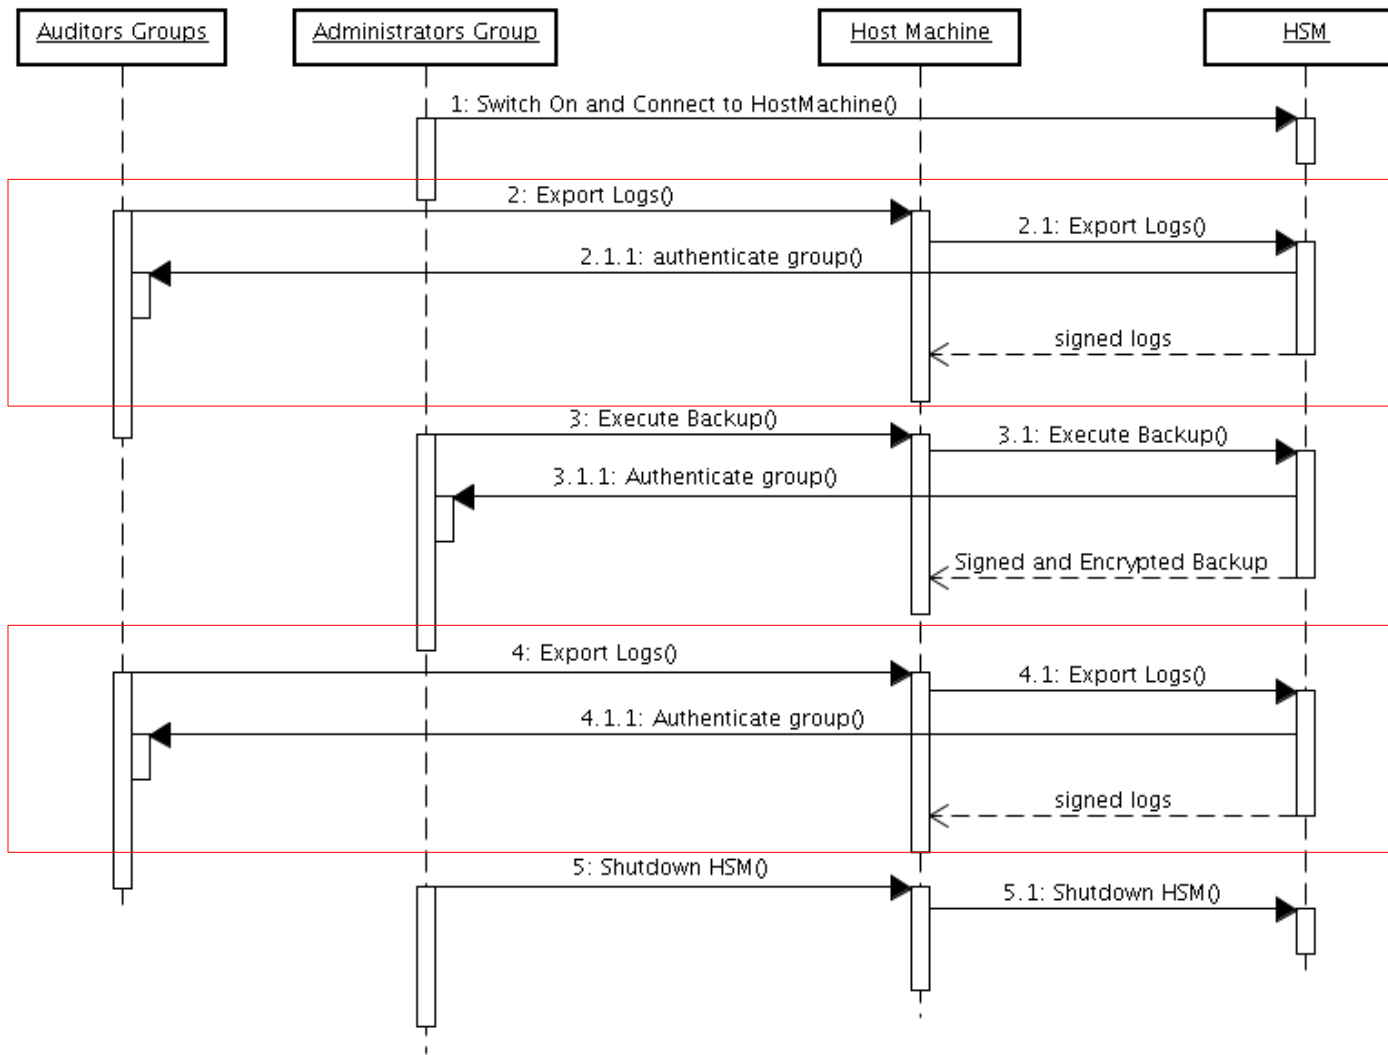 Auditors Groups
Administrators Group
Host Machine
HSM
1: Switch On and Connect to HostMachine()
2: Export Logs()
2.1: Export Logs()
2.1.1: authenticate group()
signed logs
3: Execute Backup()
3.1: Execute Backup()
3.1.1: Authenticate group()
Signed and Encrypted Backup
4: Export Logs()
4.1: Export Logs()
4.1.1: Authenticate group()
signed logs
5: Shutdown HSM()
5.1: Shutdown HSM()